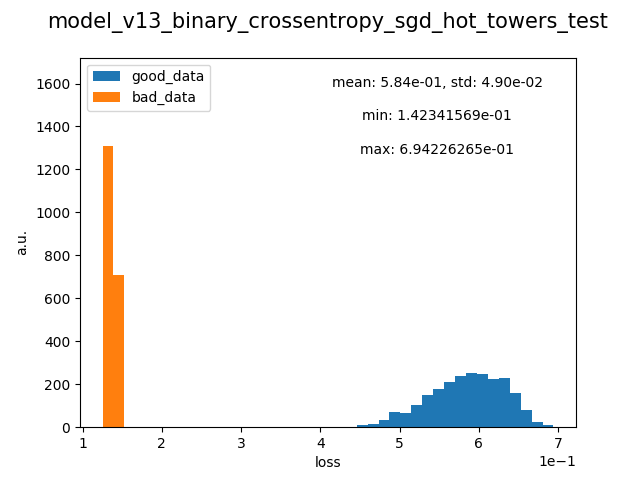 model_v13_binary_crossentropy_sgd_hot_towers_test
good_data
bad_data
mean: 5.84e-01, std: 4.90e-02
min: 1.42341569e-01
max: 6.94226265e-01
1600
1400
1200
1000
800
600
400
200
0
a.u.
1 2 3 4 5 6 7
1e−1
loss